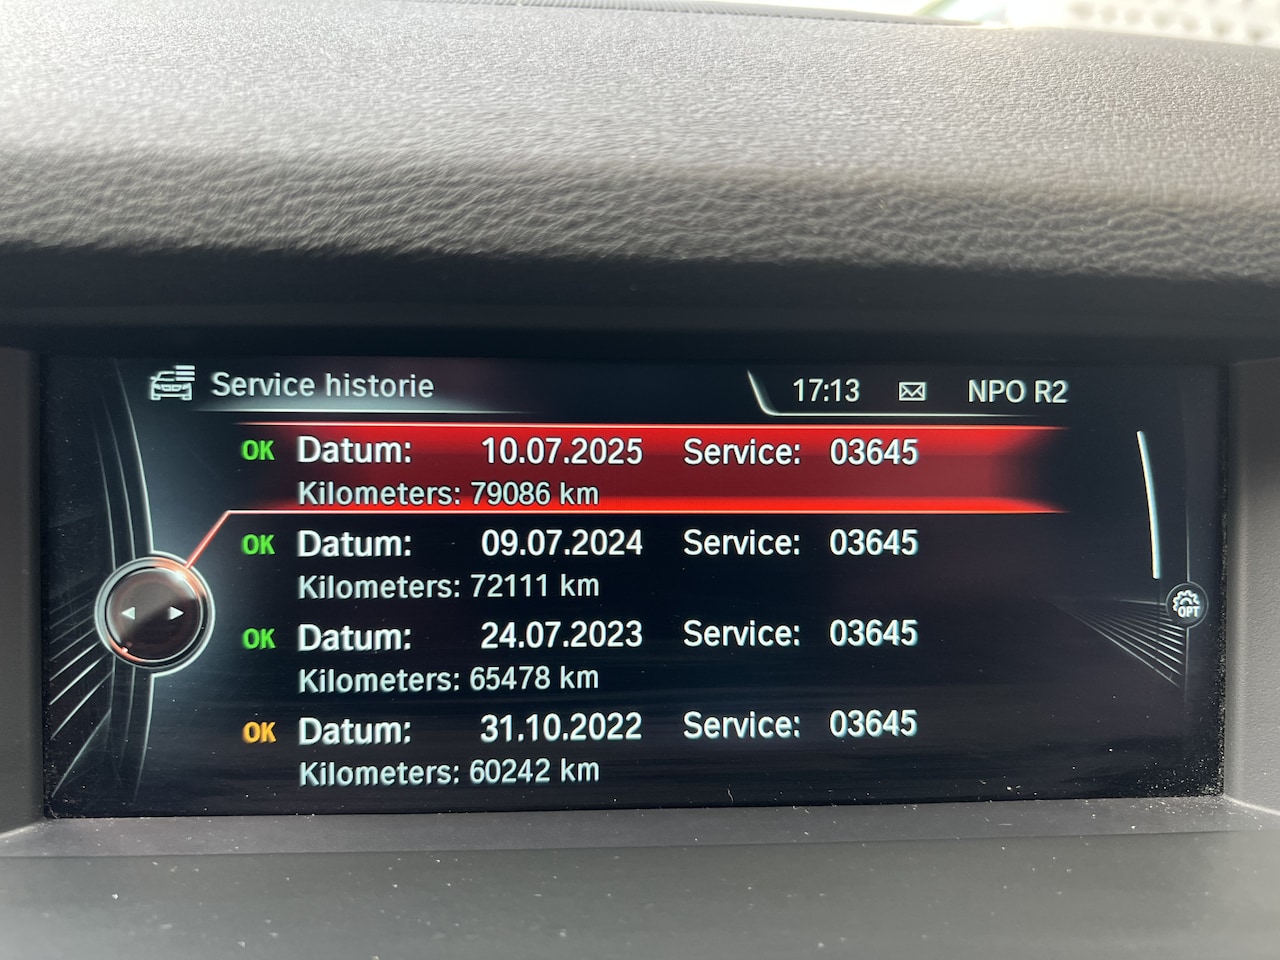 Service historie 17:13 NPO R2
OK Datum: 10.07.2025 Service: 03645
Kilometers: 79086 km
OK Datum: 09.07.2024 Service: 03645
Kilometers: 72111 km
OPT
OK Datum: 24.07.2023 Service: 03645
Kilometers: 65478 km
OK Datum: 31.10.2022 Service: 03645
Kilometers: 60242 km